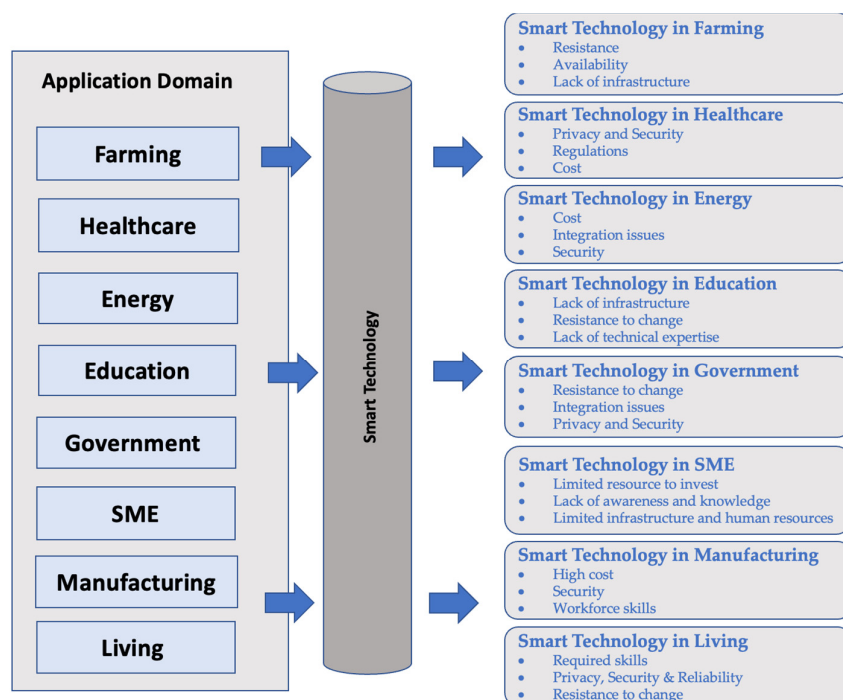 Application Domain
Farming
Healthcare
Energy
Education
Government
SME
Manufacturing
Living
Smart Technology
Smart Technology in Farming
• Resistance
• Availability
• Lack of infrastructure
Smart Technology in Healthcare
• Privacy and Security
• Regulations
• Cost
Smart Technology in Energy
• Cost
• Integration issues
• Security
Smart Technology in Education
• Lack of infrastructure
• Resistance to change
• Lack of technical expertise
Smart Technology in Government
• Resistance to change
• Integration issues
• Privacy and Security
Smart Technology in SME
• Limited resource to invest
• Lack of awareness and knowledge
• Limited infrastructure and human resources
Smart Technology in Manufacturing
• High cost
• Security
• Workforce skills
Smart Technology in Living
• Required skills
• Privacy, Security & Reliability
• Resistance to change